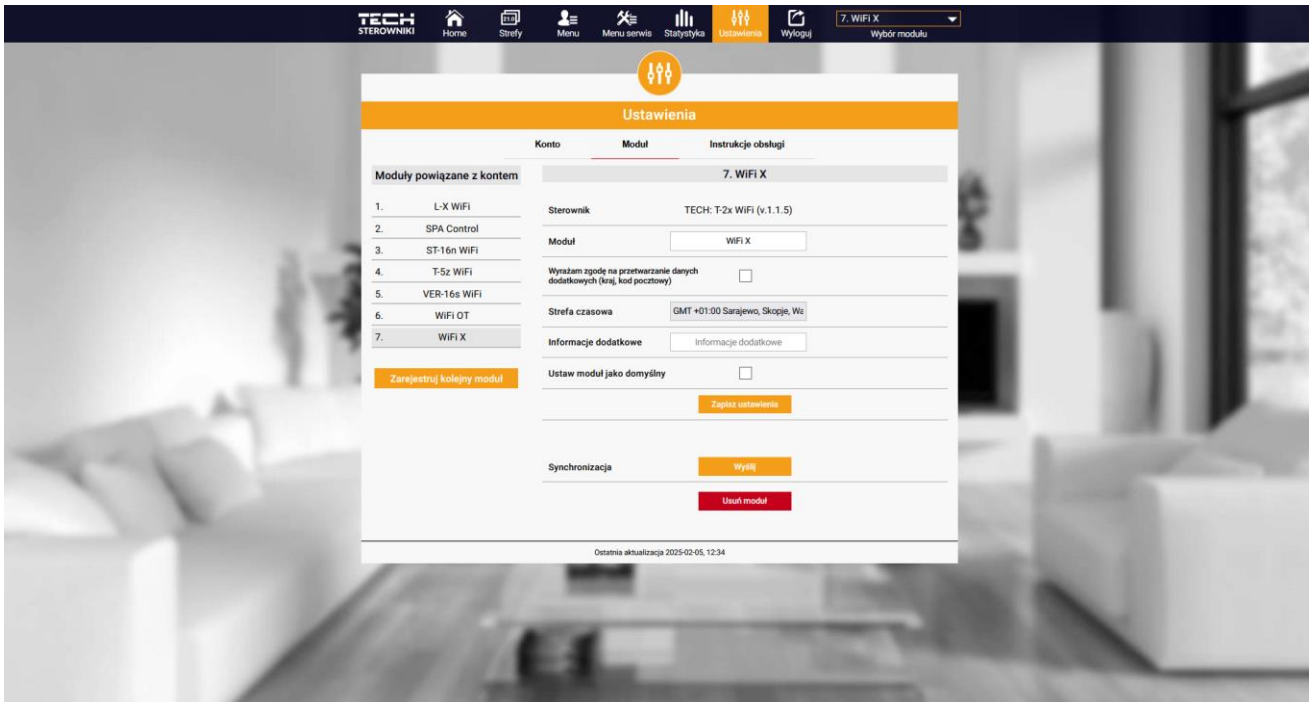 TECH
STEROWNIKI
Home
21.0
Strefy
Menu
Menu serwis
Statystyka
Ustawienia
Wyloguj
7. WiFi X
Wybór modułu
Ustawienia
Konto Moduł Instrukcje obsługi
Moduły powiązane z kontem
1. L-X WiFi
2. SPA Control
3. ST-16n WiFi
4. T-5z WiFi
5. VER-16s WiFi
6. WiFi OT
7. WiFi X
Zarejestruj kolejny moduł
7. WiFi X
Sterownik TECH: T-2x WiFi (v.1.1.5)
Moduł WiFi X
Wyrażam zgodę na przetwarzanie danych
dodatkowych (kraj, kod pocztowy)
Strefa czasowa GMT +01:00 Sarajewo, Skopje, Wa
Informacje dodatkowe Informacje dodatkowe
Ustaw moduł jako domyślny
Zapisz ustawienia
Synchronizacja Wyślij
Usuń moduł
Ostatnia aktualizacja 2025-02-05, 12:34